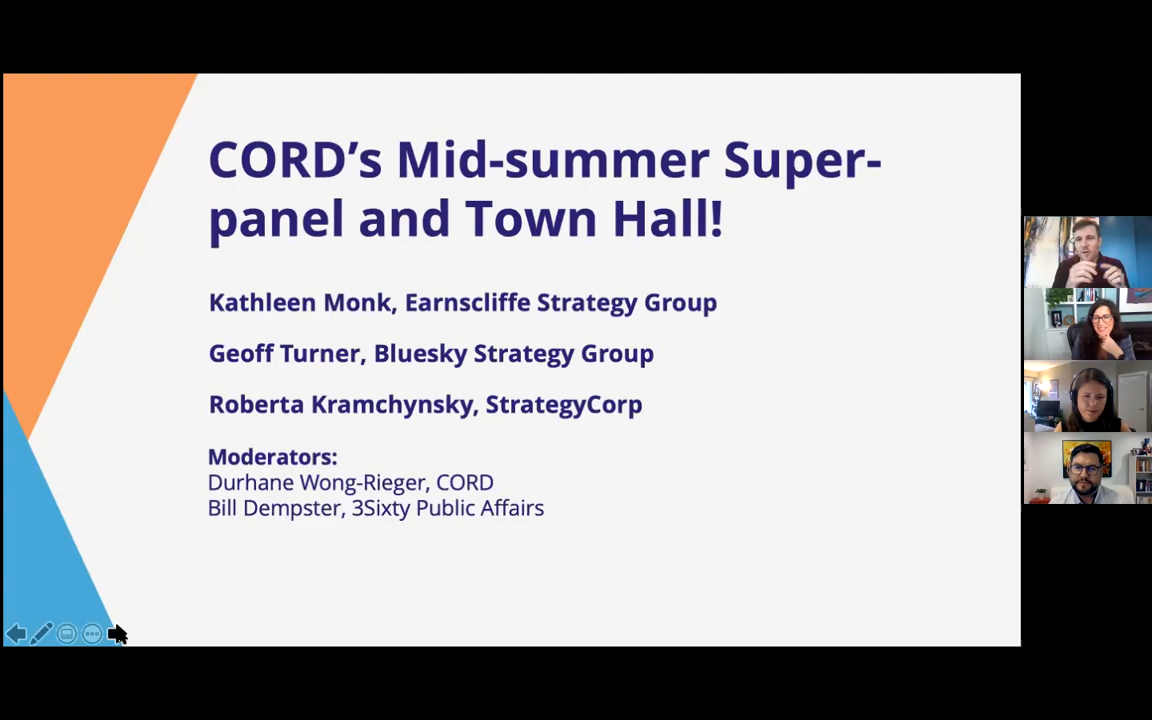 CORD’s Mid-summer Super-
panel and Town Hall!
Kathleen Monk, Earnscliffe Strategy Group
Geoff Turner, Bluesky Strategy Group
Roberta Kramchynsky, StrategyCorp
Moderators:
Durhane Wong-Rieger, CORD
Bill Dempster, 3Sixty Public Affairs